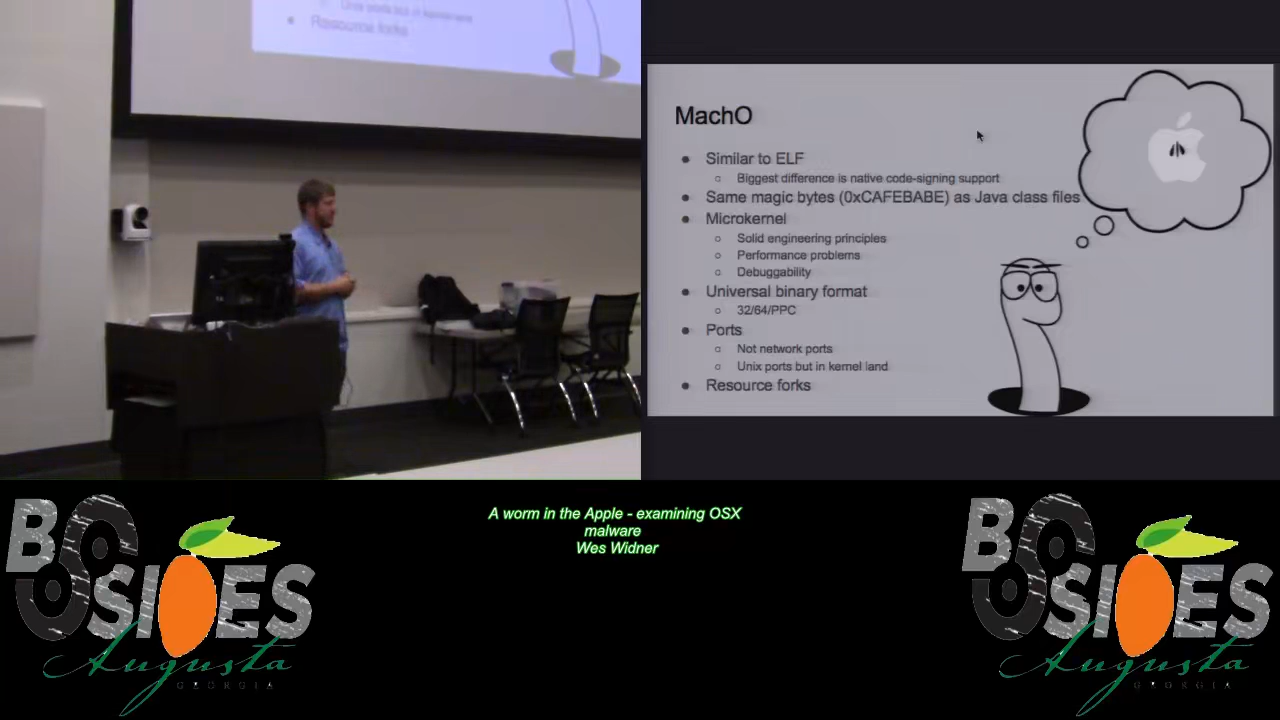 Resource forks
MachO
Similar to ELF
Biggest difference is native code-signing support
Same magic bytes (0xCAFEBABE) as Java class files
Microkernel
Solid engineering principles
Performance problems
Debuggability
Universal binary format
32/64/PPC
Ports
Not network ports
Unix ports but in kernel land
Resource forks
A worm in the Apple - examining OSX
malware
Wes Widner
BSIDES
Augusta
GEORGIA
BSIDES
Augusta
GEORGIA